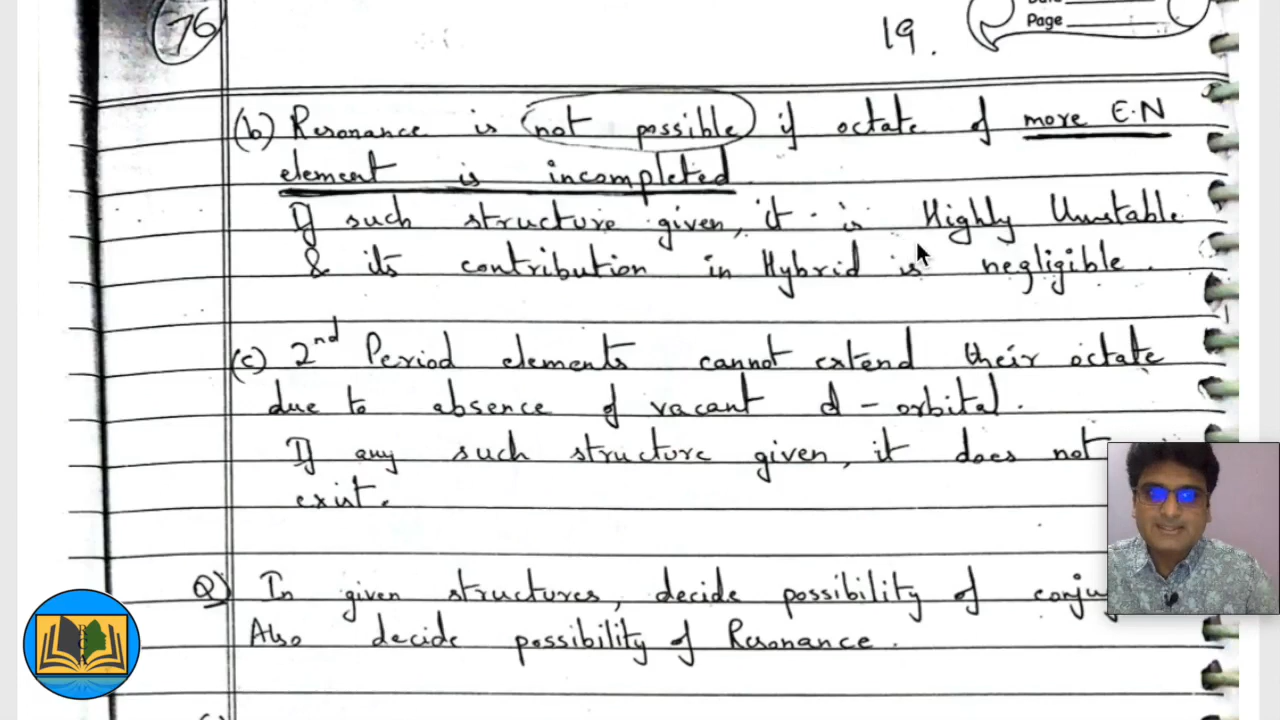 76
19.
Page
(b) Resonance is not possible if octate of more E.N
element is incompleted
If such structure given, it is Highly Unstable
& its contribution in Hybrid is negligible.
(c) 2nd Period elements cannot extend their octate
due to absence of vacant d-orbital.
If any such structure given, it does not
exist.
Q) In given structures, decide possibility of conju
Also decide possibility of Resonance.